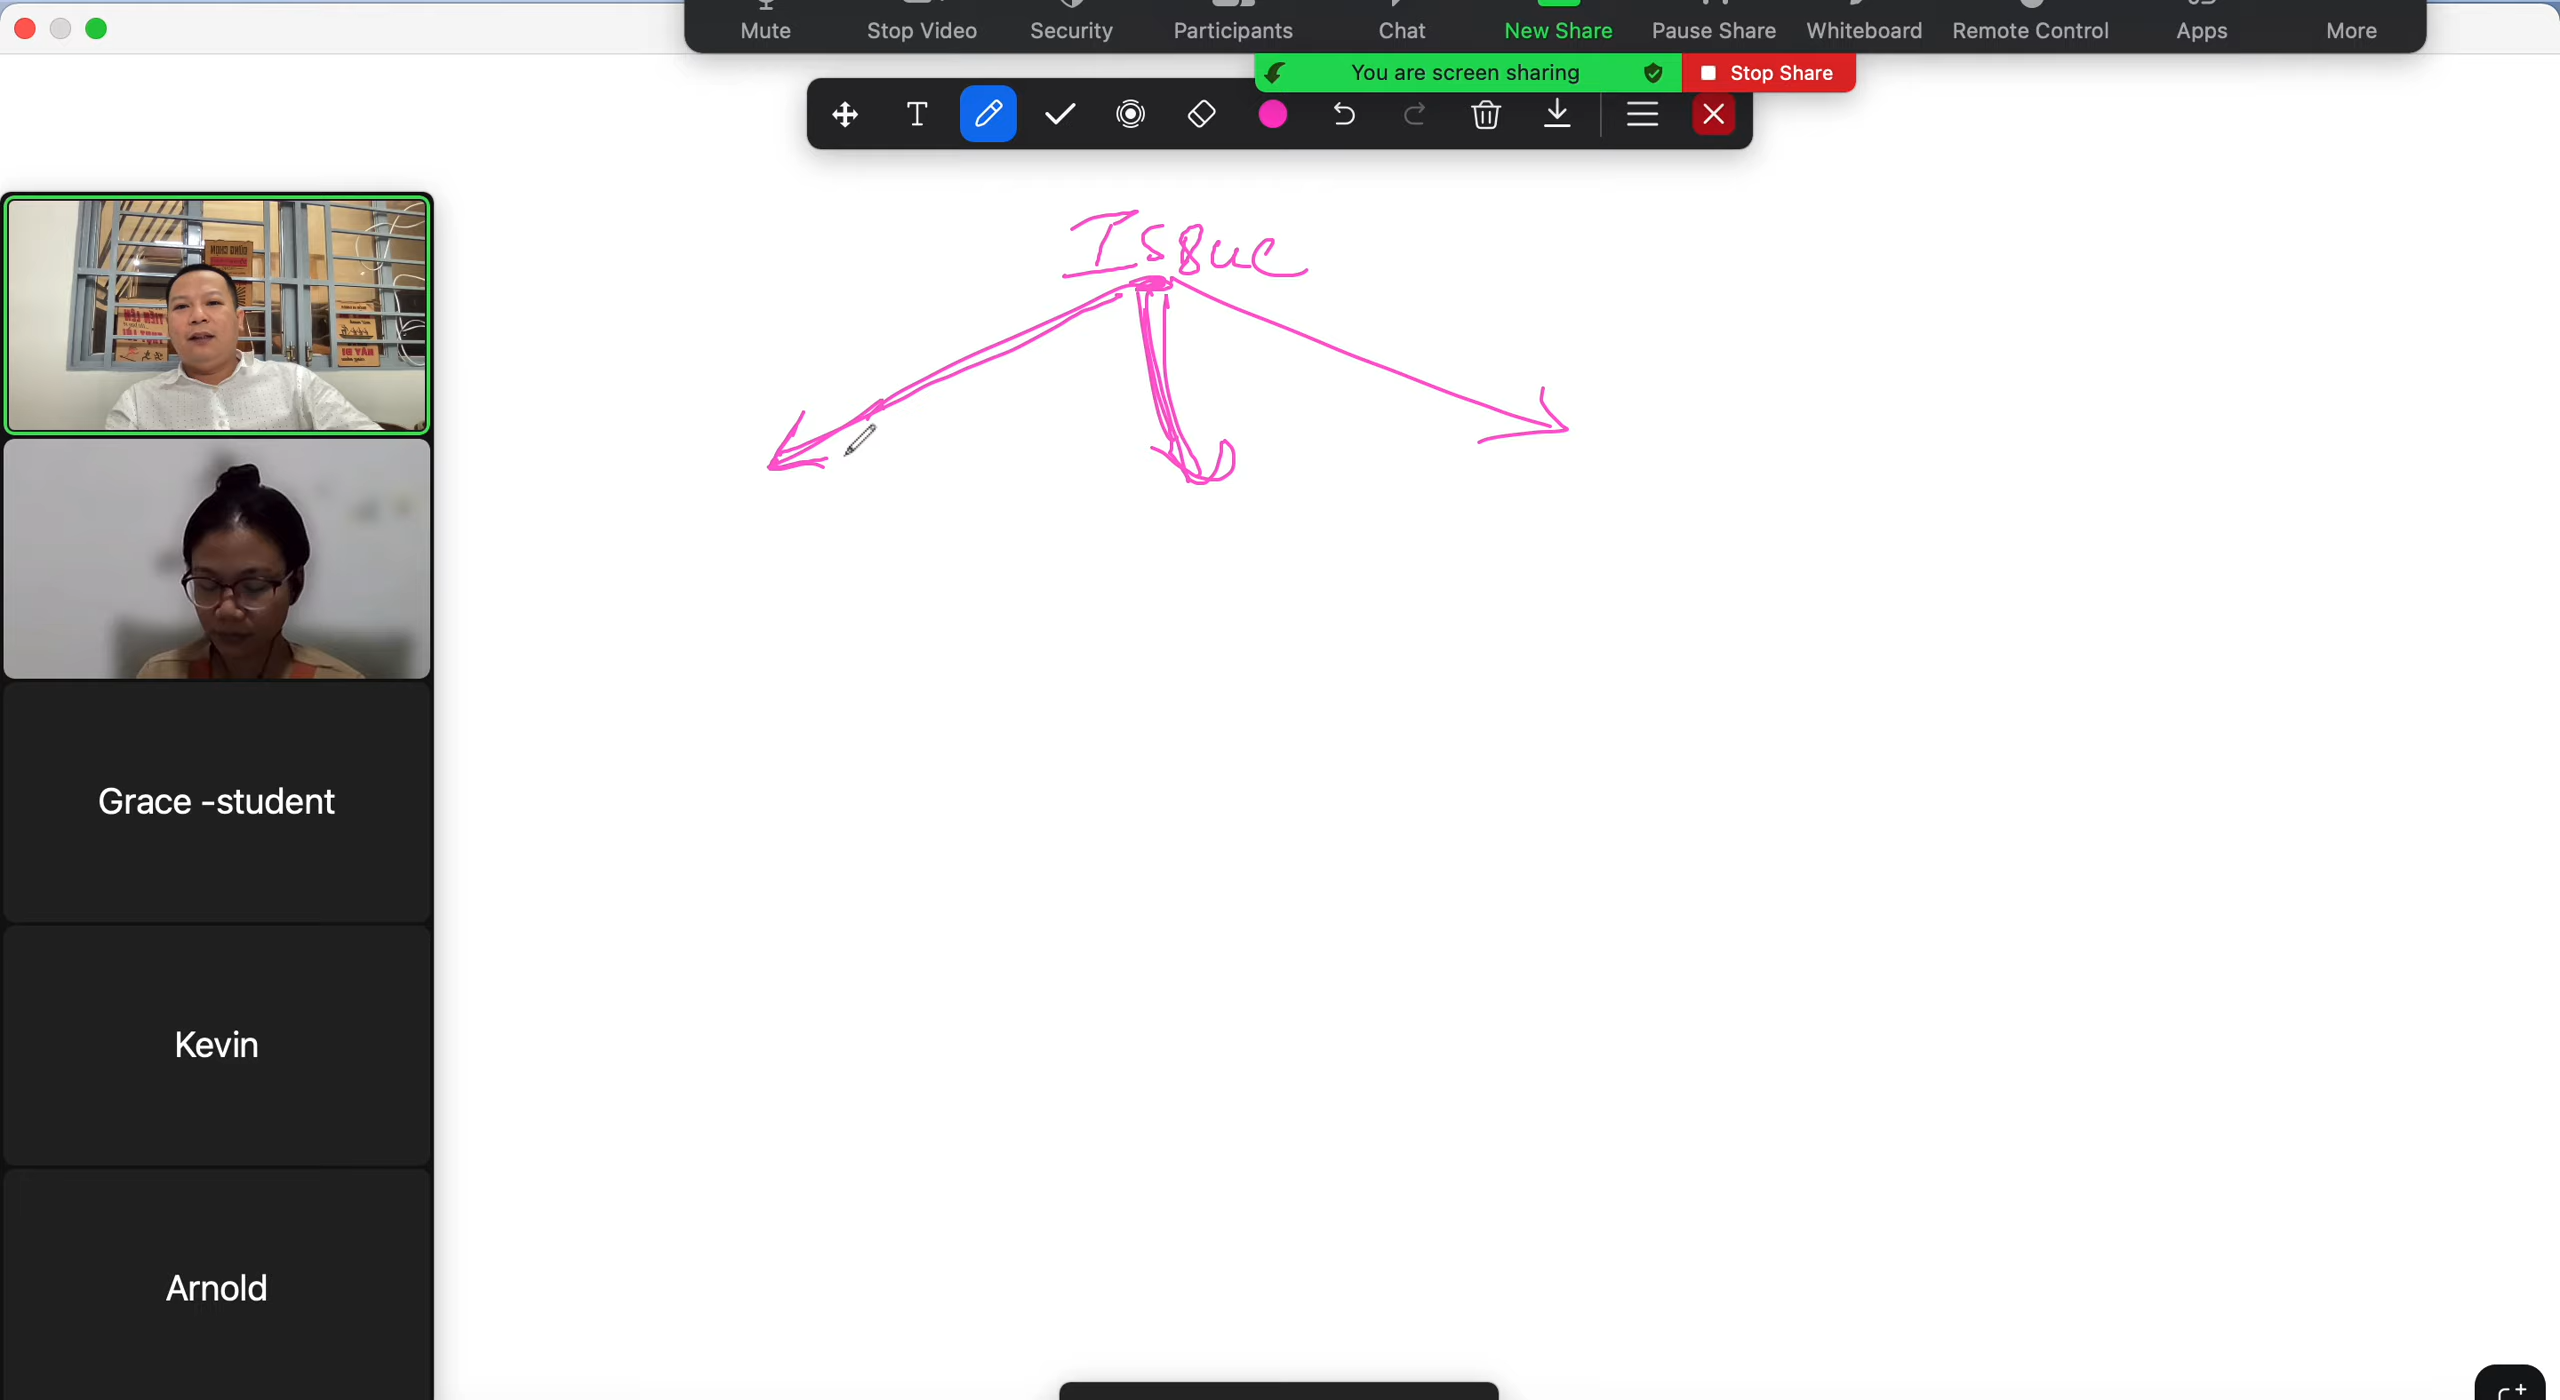 Mute Stop Video Security Participants Chat New Share Pause Share Whiteboard Remote Control Apps More
You are screen sharing Stop Share
T
Issue
Grace -student
Kevin
Arnold